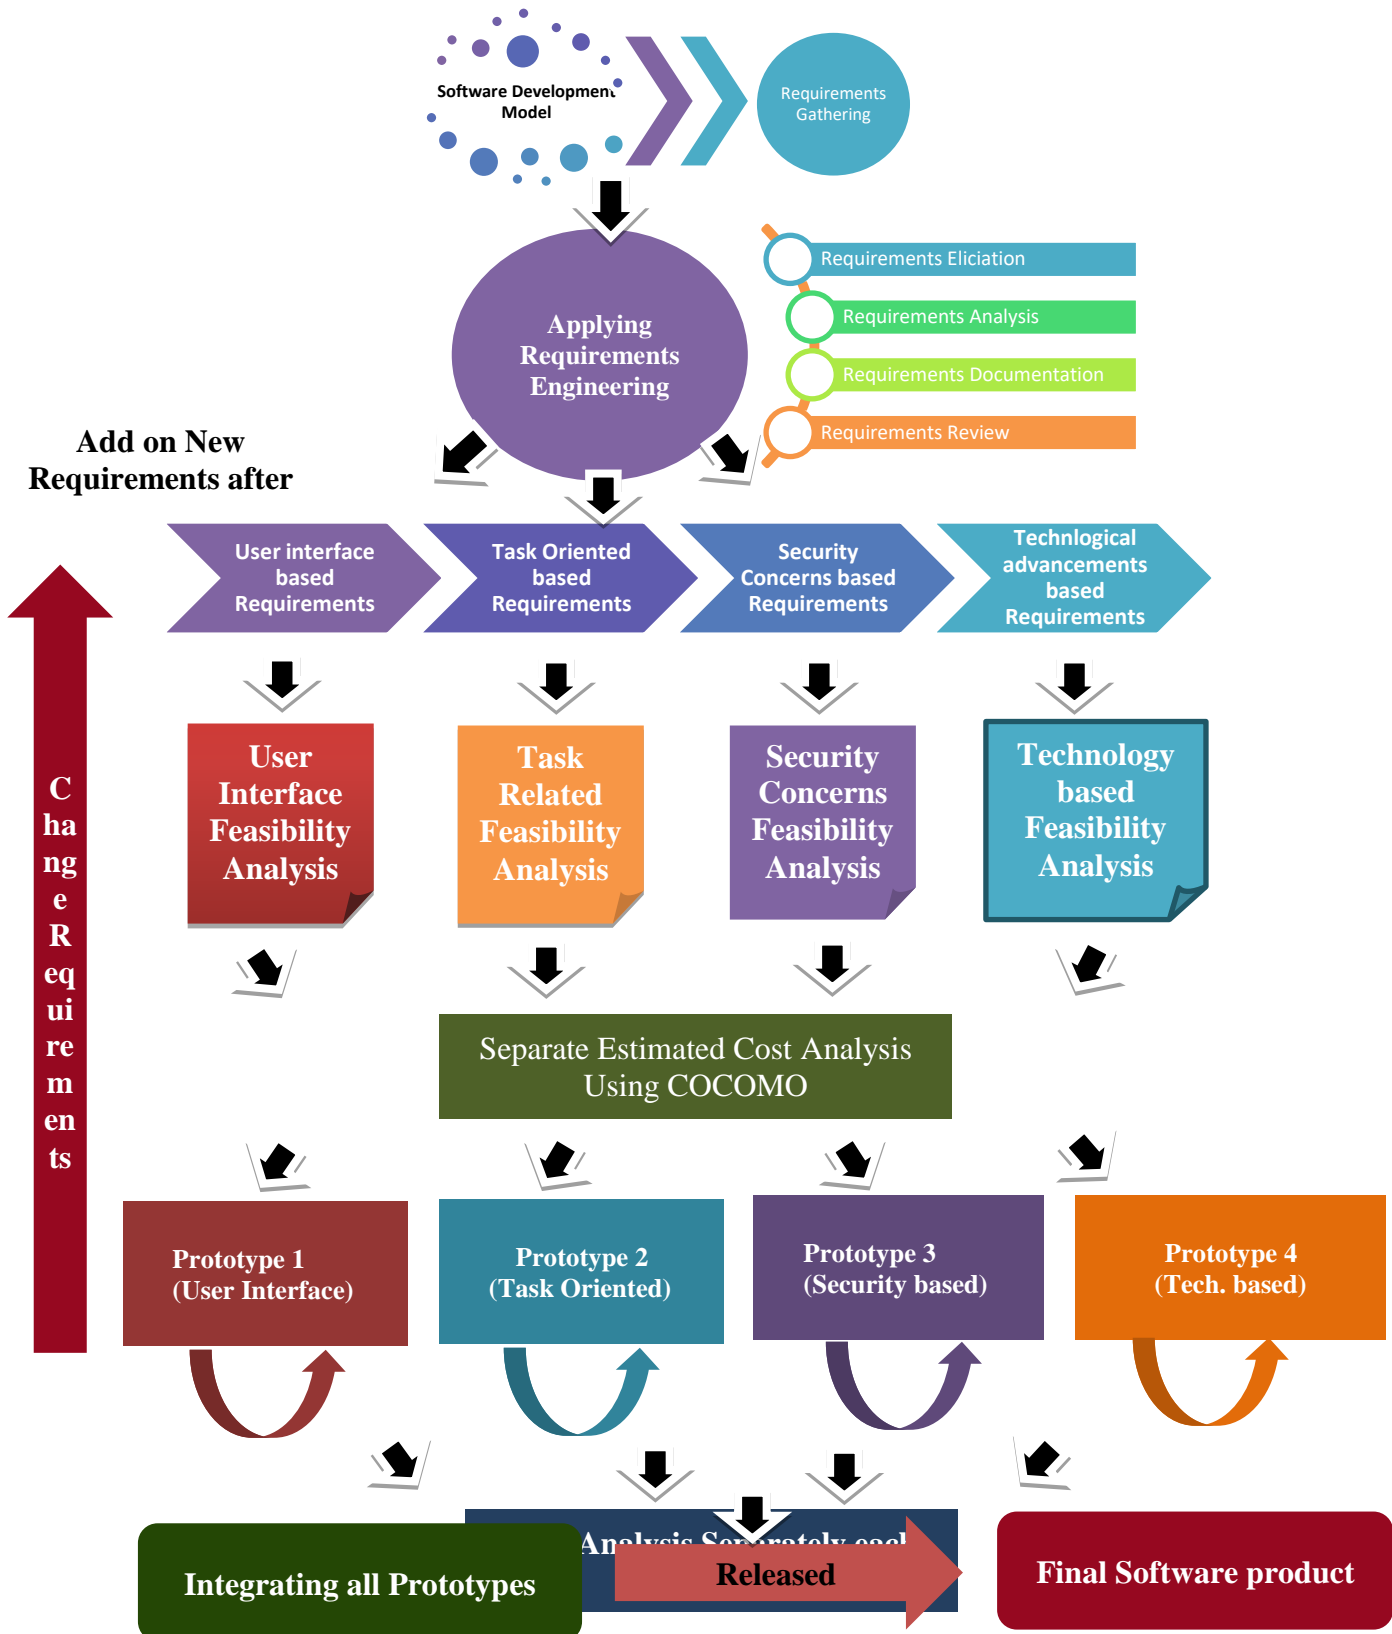 Software Development
Model
Requirements
Gathering
Applying
Requirements
Engineering
Requirements Eliciation
Requirements Analysis
Requirements Documentation
Requirements Review
Add on New
Requirements after
User interface
based
Requirements
Task Oriented
based
Requirements
Security
Concerns based
Requirements
Technlogical
advancements
based
Requirements
C
ha
ng
e
R
eq
ui
re
m
en
ts
User
Interface
Feasibility
Analysis
Task
Related
Feasibility
Analysis
Security
Concerns
Feasibility
Analysis
Technology
based
Feasibility
Analysis
Separate Estimated Cost Analysis
Using COCOMO
Prototype 1
(User Interface)
Prototype 2
(Task Oriented)
Prototype 3
(Security based)
Prototype 4
(Tech. based)
Analysis Separately each
Integrating all Prototypes
Released
Final Software product